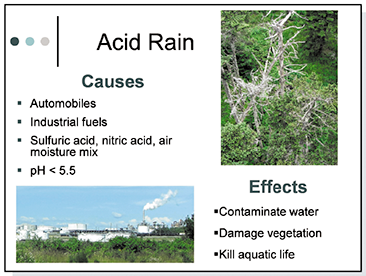 Acid Rain
Causes
Automobiles
Industrial fuels
Sulfuric acid, nitric acid, air
moisture mix
pH < 5.5
Effects
Contaminate water
Damage vegetation
Kill aquatic life